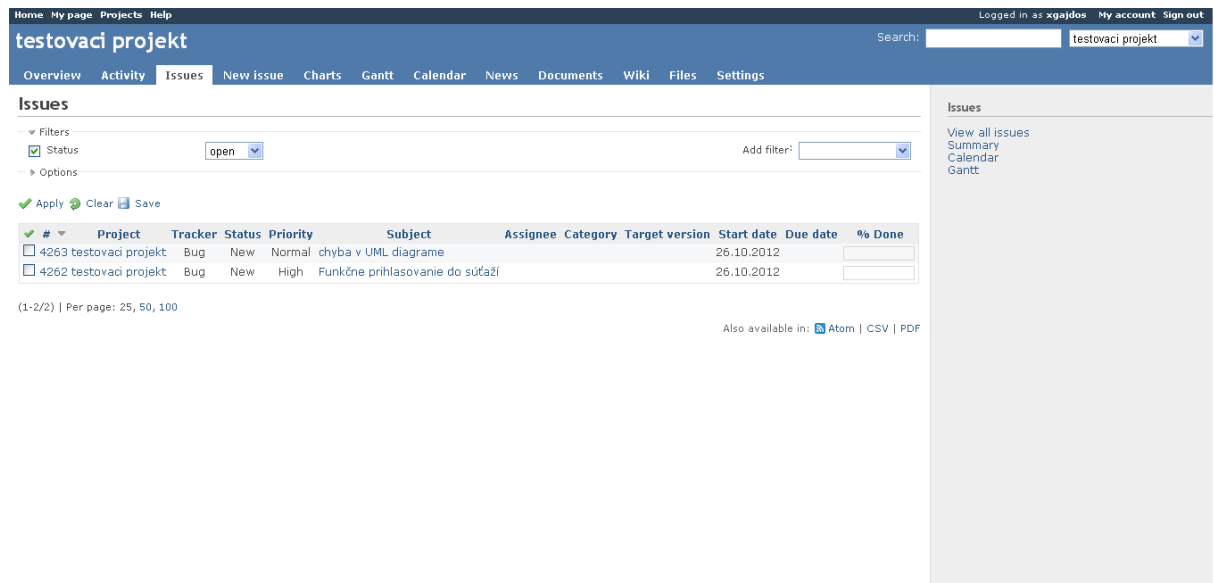 Home My page Projects Help Logged in as xgajdos My account Sign out
testovaci projekt Search: testovaci projekt
Overview Activity Issues New issue Charts Gantt Calendar News Documents Wiki Files Settings
Issues
Filters
Status open Add filter:
Options
Apply Clear Save
# Project Tracker Status Priority Subject Assignee Category Target version Start date Due date % Done
4263 testovaci projekt Bug New Normal chyba v UML diagrame 26.10.2012
4262 testovaci projekt Bug New High Funkčne prihlasovanie do súťaží 26.10.2012
(1-2/2) | Per page: 25, 50, 100
Also available in: Atom | CSV | PDF
Issues
View all issues
Summary
Calendar
Gantt